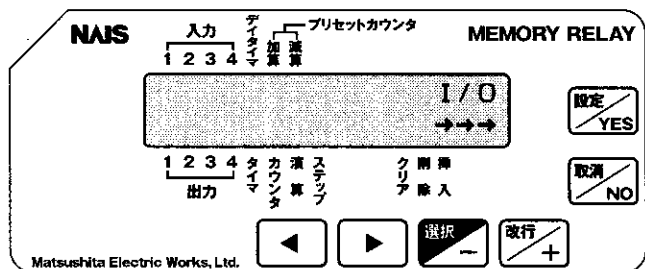 NAIS
入力
デイタイマ
加算
減算
プリセットカウンタ
MEMORY RELAY
1 2 3 4
I/O
→→→
設定/YES
1 2 3 4
出力
タイマ
カウンタ
演算
ステップ
クリア
削除
挿入
取消/NO
選択/−
改行/+
Matsushita Electric Works, Ltd.